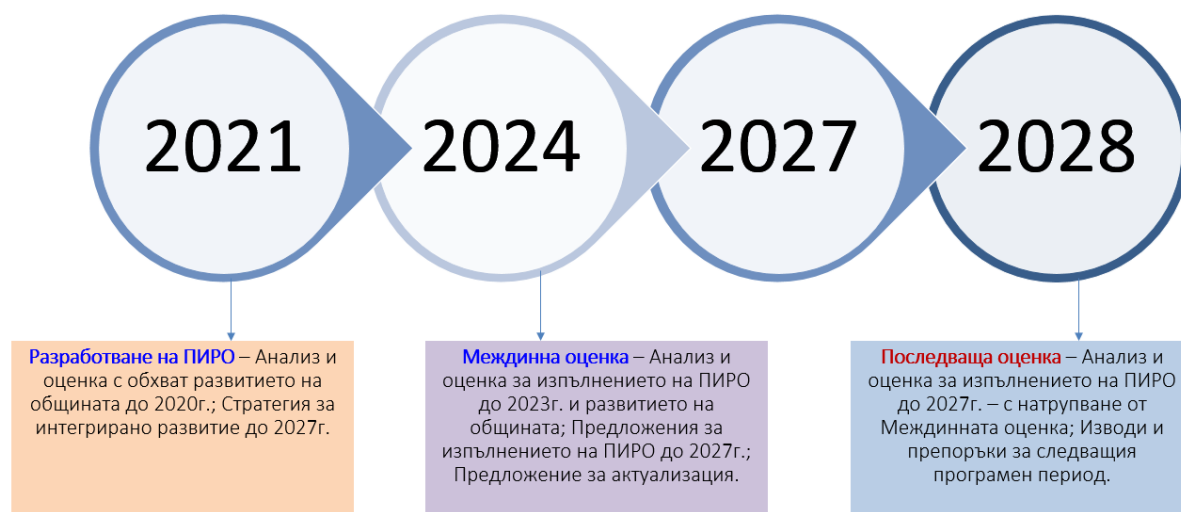 2021
2024
2027
2028
Разработване на ПИРО – Анализ и
оценка с обхват развитието на
общината до 2020г.; Стратегия за
интегрирано развитие до 2027г.
Междинна оценка – Анализ и
оценка за изпълнението на ПИРО
до 2023г. и развитието на
общината; Предложения за
изпълнението на ПИРО до 2027г.;
Предложение за актуализация.
Последваща оценка – Анализ и
оценка за изпълнението на ПИРО
до 2027г. – с натрупване от
Междинната оценка; Изводи и
препоръки за следващия
програмен период.